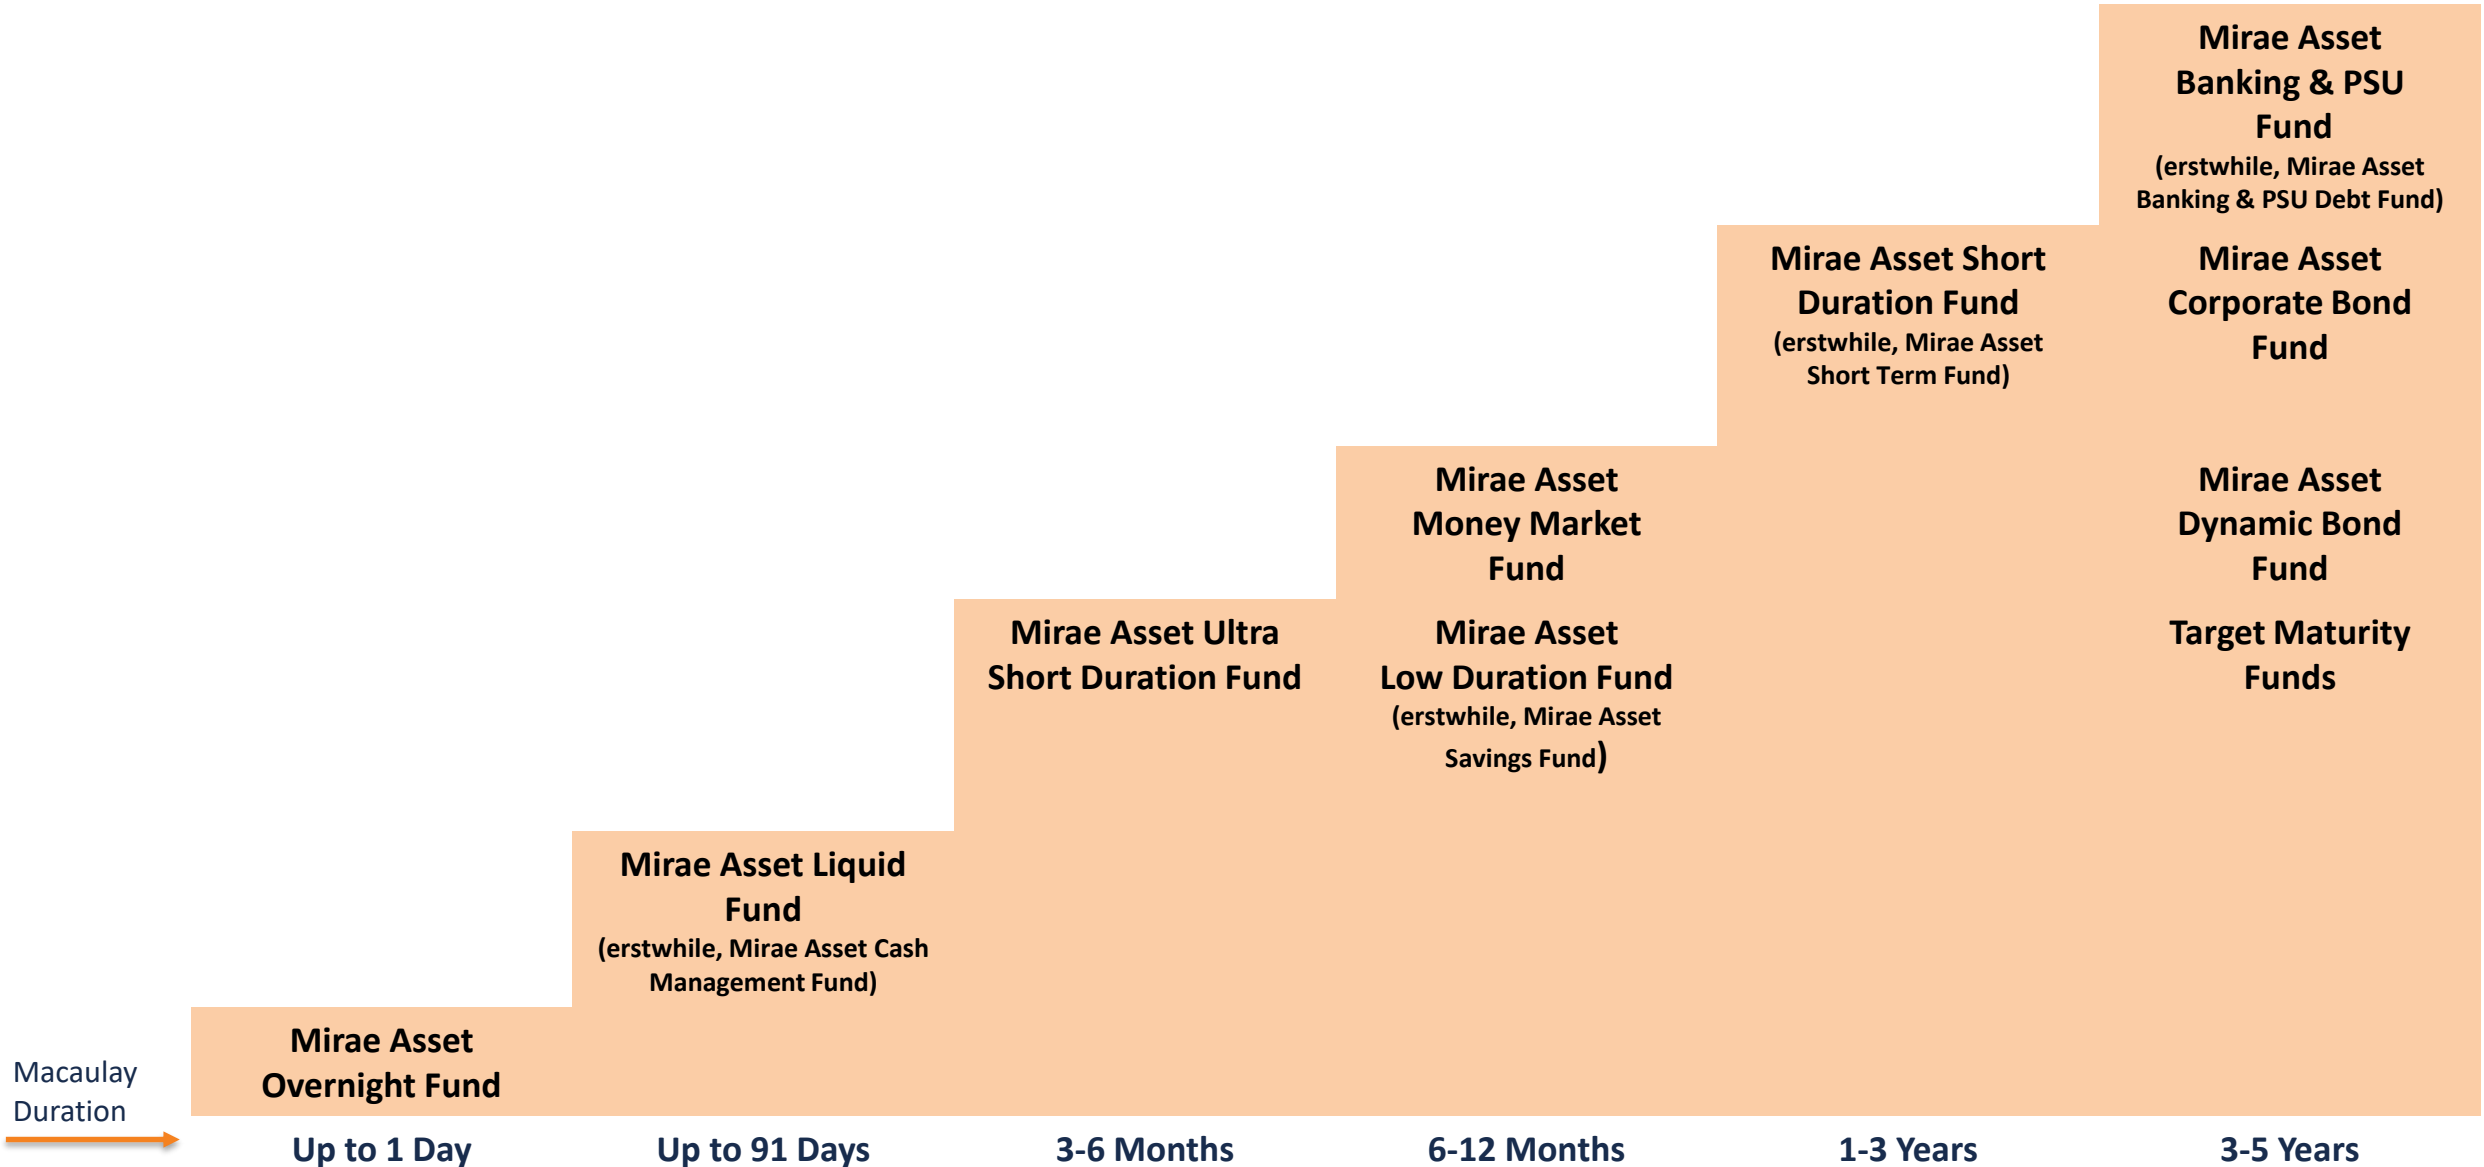 Mirae Asset
Banking & PSU
Fund
(erstwhile, Mirae Asset
Banking & PSU Debt Fund)
Mirae Asset Short
Duration Fund
(erstwhile, Mirae Asset
Short Term Fund)
Mirae Asset
Corporate Bond
Fund
Mirae Asset
Money Market
Fund
Mirae Asset
Dynamic Bond
Fund
Mirae Asset Ultra
Short Duration Fund
Mirae Asset
Low Duration Fund
(erstwhile, Mirae Asset
Savings Fund)
Target Maturity
Funds
Mirae Asset Liquid
Fund
(erstwhile, Mirae Asset Cash
Management Fund)
Mirae Asset
Overnight Fund
Macaulay
Duration
Up to 1 Day
Up to 91 Days
3-6 Months
6-12 Months
1-3 Years
3-5 Years